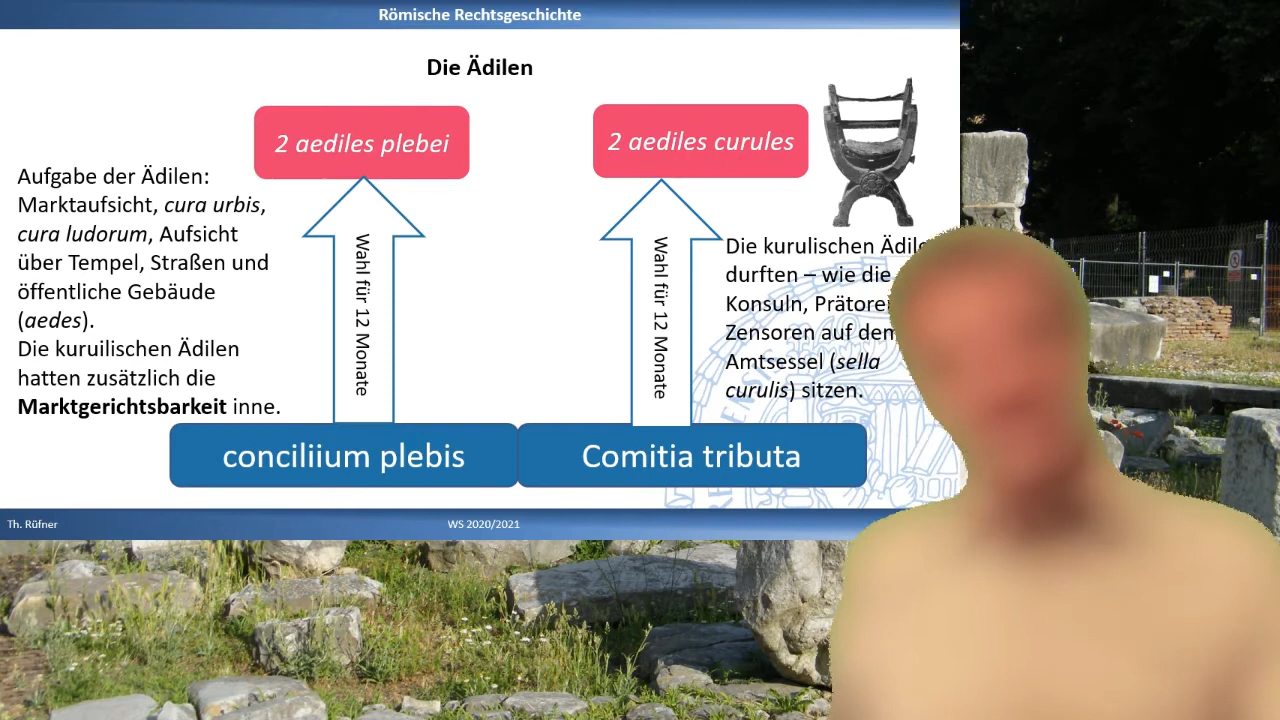 Römische Rechtsgeschichte
Die Ädilen
2 aediles plebei
2 aediles curules
Aufgabe der Ädilen:
Marktaufsicht, cura urbis,
cura ludorum, Aufsicht
über Tempel, Straßen und
öffentliche Gebäude
(aedes).
Die kuruilischen Ädilen
hatten zusätzlich die
Marktgerichtsbarkeit inne.
Wahl für 12 Monate
Wahl für 12 Monate
Die kurulischen
durften – wie die
Konsuln,
Zensoren auf dem
Amtsessel (sella
curulis) sitzen.
conciliium plebis
Comitia tributa
Th. Rüfner
WS 2020/2021